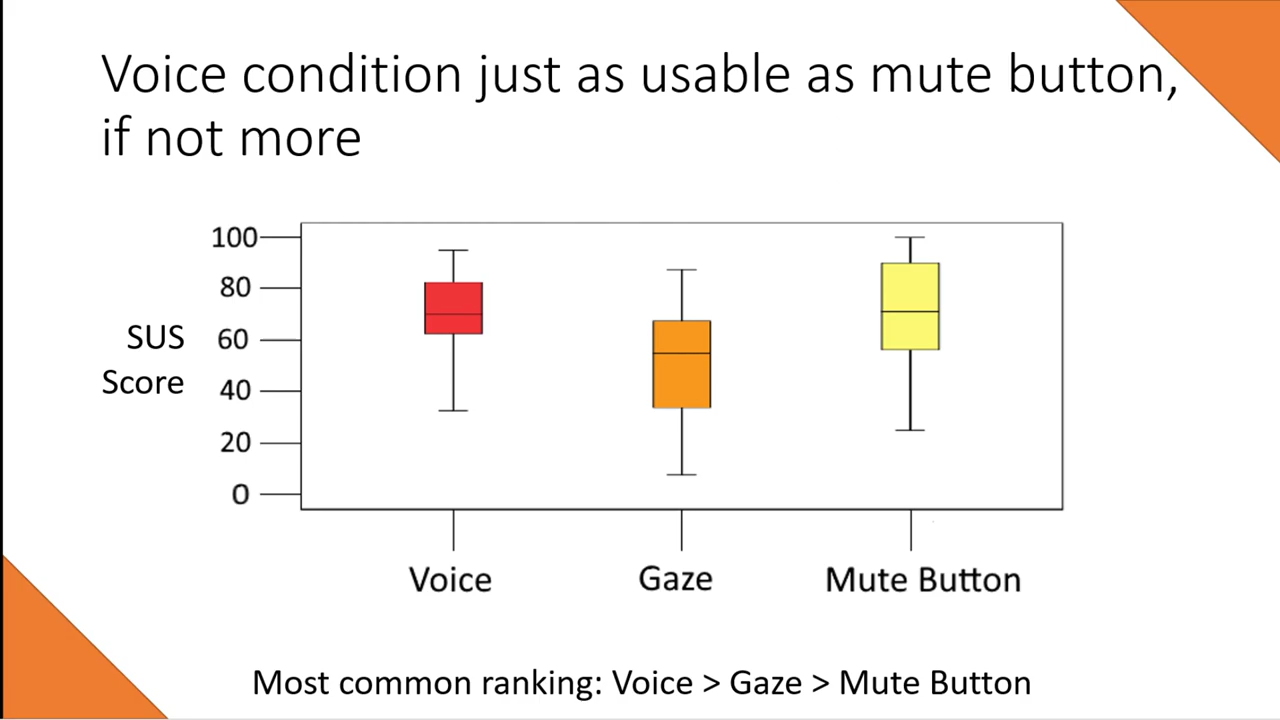 Voice condition just as usable as mute button,
if not more
100
80
SUS
Score
60
40
20
0
Voice
Gaze
Mute Button
Most common ranking: Voice > Gaze > Mute Button